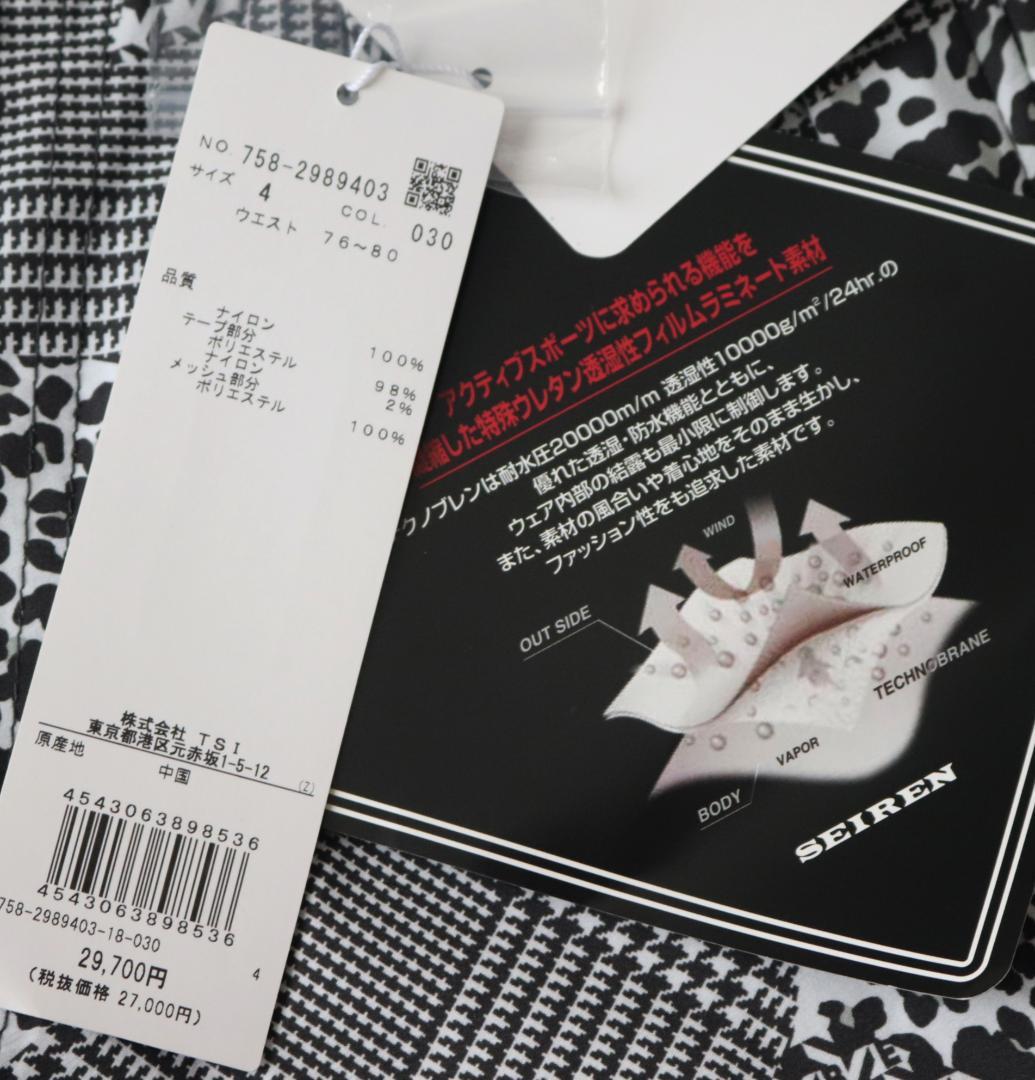 NO. 758-2989403
サイズ 4 COL. 030
ウエスト 76～80
品質
ナイロン 100%
テープ部分
ポリエステル 98%
ナイロン 2%
メッシュ部分
ポリエステル 100%
株式会社 TSI
東京都港区元赤坂1-5-12
(Z)
原産地
中国
4543063898536
4543063898536
758-2989403-18-030
29,700円
4
(税抜価格 27,000円)
アクティブスポーツに求められる機能を
した特殊ウレタン透湿性フィルムラミネート素材
クノブレンは耐水圧20000m/m 透湿性10000g/m²/24hr.の
優れた透湿・防水機能とともに、
ウェア内部の結露も最小限に制御します。
また、素材の風合いや着心地をそのまま生かし、
ファッション性をも追求した素材です。
WIND
WATERPROOF
OUT SIDE
TECHNOBRANE
VAPOR
BODY
SEIREN